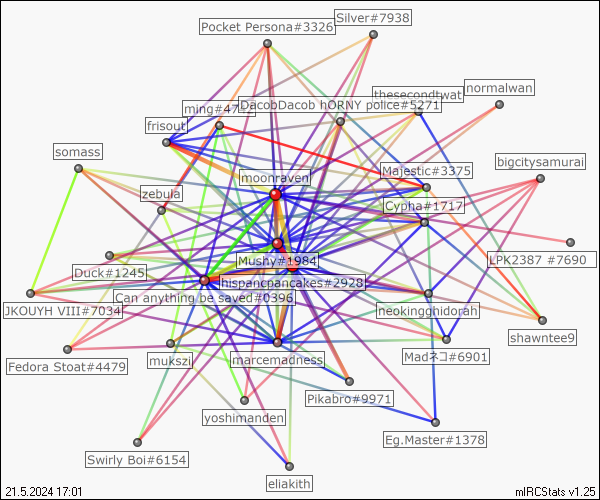 Silver#7938
Pocket Persona#3326
normalwan
thesecondtwat
DacobDacob hORNY police#5271
ming#47
frisout
somass
bigcitysamurai
Majestic#3375
moonraven
zebula
Cypha#1717
Mushy#1984
LPK2387 #7690
Duck#1245
hispancpancakes#2928
Can anything be saved#0396
JKOUYH VIII#7034
neokingghidorah
shawntee9
Madネコ#6901
marcemadness
mukszi
Fedora Stoat#4479
Pikabro#9971
yoshimanden
Eg.Master#1378
Swirly Boi#6154
eliakith
21.5.2024 17:01
mIRCStats v1.25